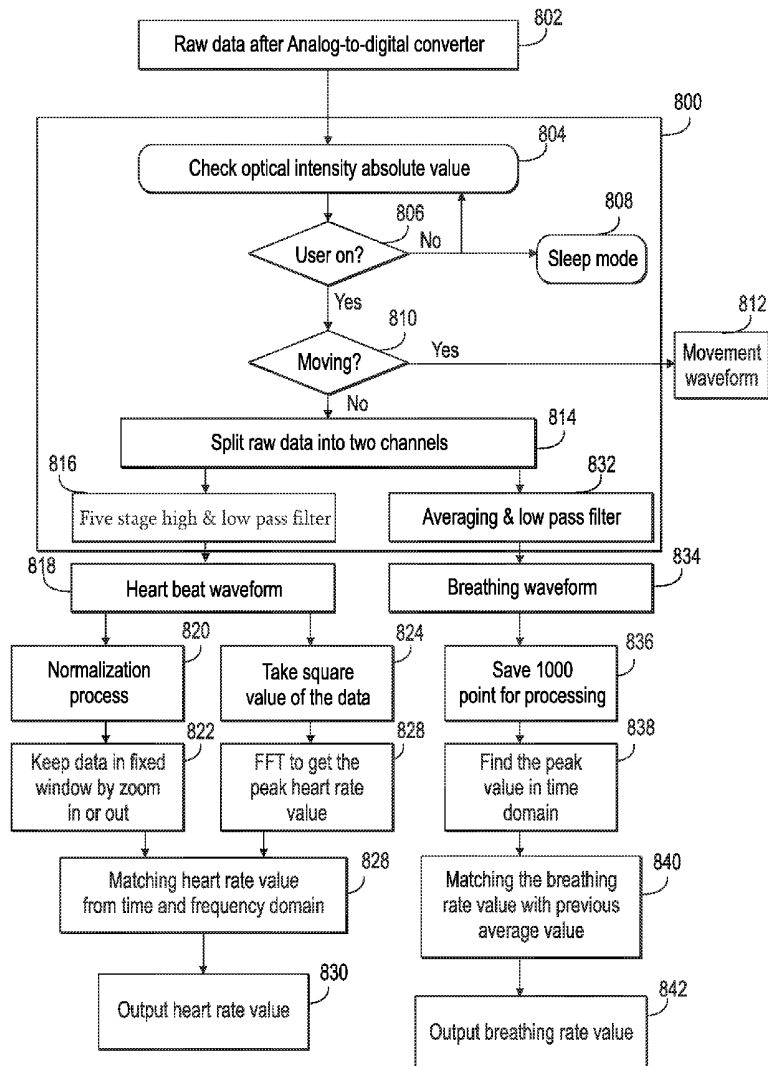 802
Raw data after Analog-to-digital converter
800
804
Check optical intensity absolute value
806
User on?
No
808
Sleep mode
Yes
810
Moving?
Yes
812
Movement
waveform
No
Split raw data into two channels
814
816
Five stage high & low pass filter
832
Averaging & low pass filter
818
Heart beat waveform
Breathing waveform
834
820
Normalization
process
824
Take square
value of the data
836
Save 1000
point for processing
822
Keep data in fixed
window by zoom
in or out
828
FFT to get the
peak heart rate
value
838
Find the peak
value in time
domain
828
Matching heart rate value
from time and frequency domain
840
Matching the breathing
rate value with previous
average value
830
Output heart rate value
842
Output breathing rate value